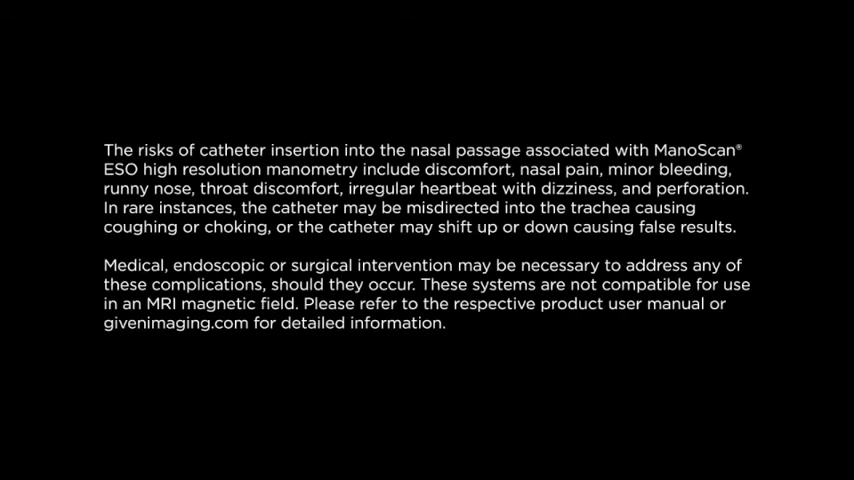 The risks of catheter insertion into the nasal passage associated with ManoScan®
ESO high resolution manometry include discomfort, nasal pain, minor bleeding,
runny nose, throat discomfort, irregular heartbeat with dizziness, and perforation.
In rare instances, the catheter may be misdirected into the trachea causing
coughing or choking, or the catheter may shift up or down causing false results.
Medical, endoscopic or surgical intervention may be necessary to address any of
these complications, should they occur. These systems are not compatible for use
in an MRI magnetic field. Please refer to the respective product user manual or
givenimaging.com for detailed information.